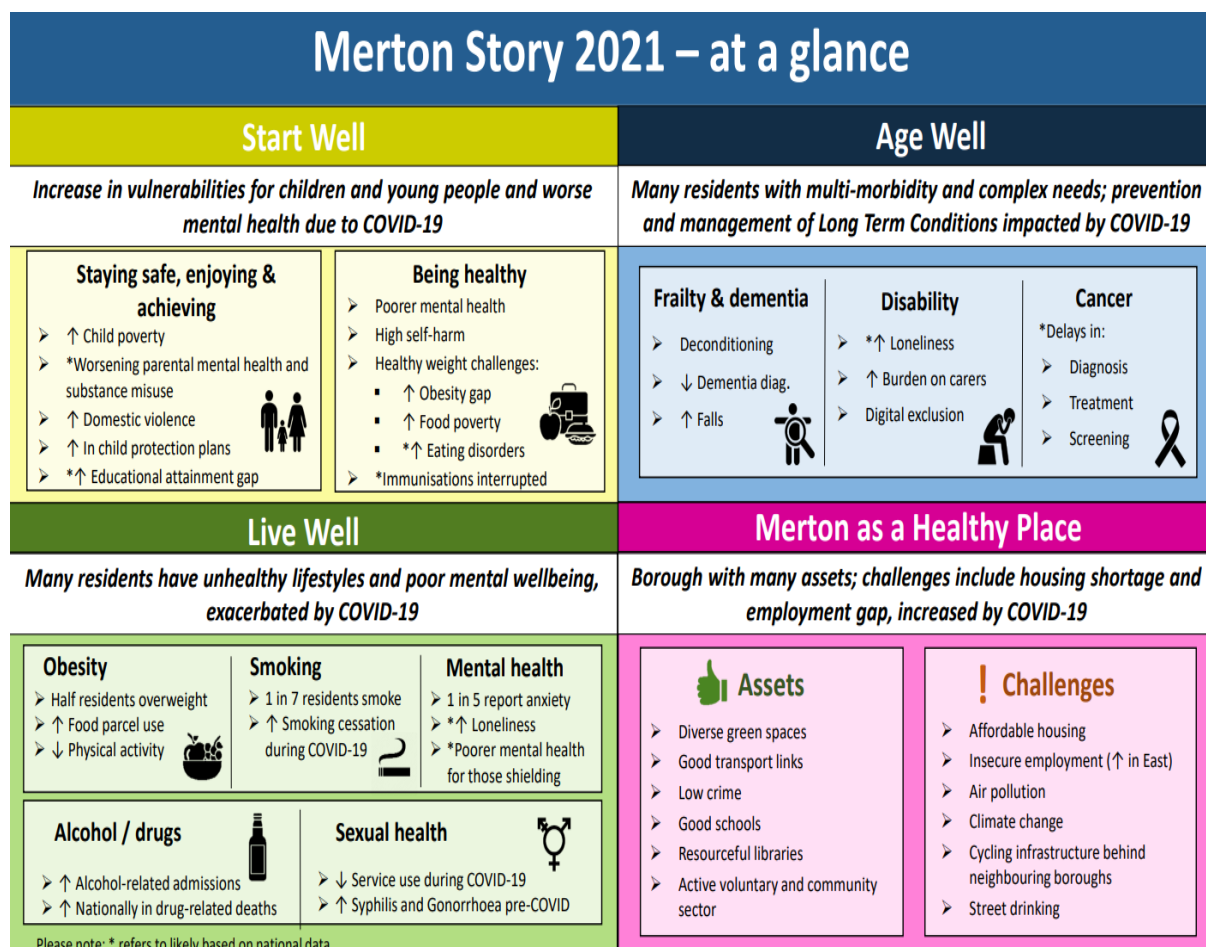 Merton Story 2021 – at a glance
Start Well
Increase in vulnerabilities for children and young people and worse
mental health due to COVID-19
Staying safe, enjoying &
achieving
➢ ↑ Child poverty
➢ *Worsening parental mental health and
substance misuse
➢ ↑ Domestic violence
➢ ↑ In child protection plans
➢ *↑ Educational attainment gap
Being healthy
➢ Poorer mental health
➢ High self-harm
➢ Healthy weight challenges:
▪ ↑ Obesity gap
▪ ↑ Food poverty
▪ *↑ Eating disorders
➢ *Immunisations interrupted
Age Well
Many residents with multi-morbidity and complex needs; prevention
and management of Long Term Conditions impacted by COVID-19
Frailty & dementia
➢ Deconditioning
➢ ↓ Dementia diag.
➢ ↑ Falls
Disability
➢ *↑ Loneliness
➢ ↑ Burden on carers
➢ Digital exclusion
Cancer
*Delays in:
➢ Diagnosis
➢ Treatment
➢ Screening
Live Well
Many residents have unhealthy lifestyles and poor mental wellbeing,
exacerbated by COVID-19
Obesity
➢ Half residents overweight
➢ ↑ Food parcel use
➢ ↓ Physical activity
Smoking
➢ 1 in 7 residents smoke
➢ ↑ Smoking cessation
during COVID-19
Mental health
➢ 1 in 5 report anxiety
➢ *↑ Loneliness
➢ *Poorer mental health
for those shielding
Alcohol / drugs
➢ ↑ Alcohol-related admissions
➢ ↑ Nationally in drug-related deaths
Sexual health
➢ ↓ Service use during COVID-19
➢ ↑ Syphilis and Gonorrhoea pre-COVID
Please note: * refers to likely based on national data
Merton as a Healthy Place
Borough with many assets; challenges include housing shortage and
employment gap, increased by COVID-19
Assets
➢ Diverse green spaces
➢ Good transport links
➢ Low crime
➢ Good schools
➢ Resourceful libraries
➢ Active voluntary and community
sector
! Challenges
➢ Affordable housing
➢ Insecure employment (↑ in East)
➢ Air pollution
➢ Climate change
➢ Cycling infrastructure behind
neighbouring boroughs
➢ Street drinking